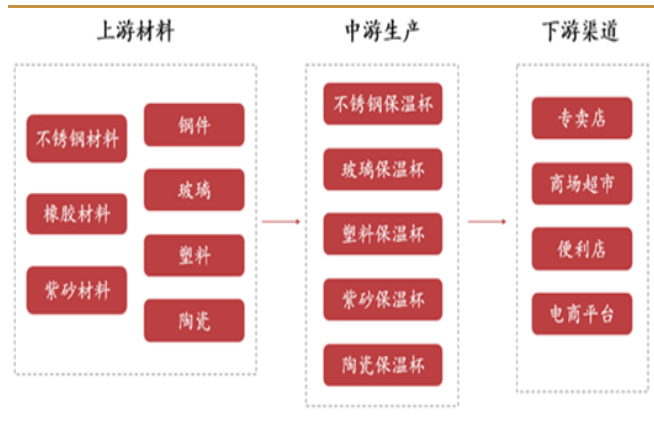 上游材料
中游生产
下游渠道
不锈钢材料
橡胶材料
紫砂材料
钢件
玻璃
塑料
陶瓷
不锈钢保温杯
玻璃保温杯
塑料保温杯
紫砂保温杯
陶瓷保温杯
专卖店
商场超市
便利店
电商平台